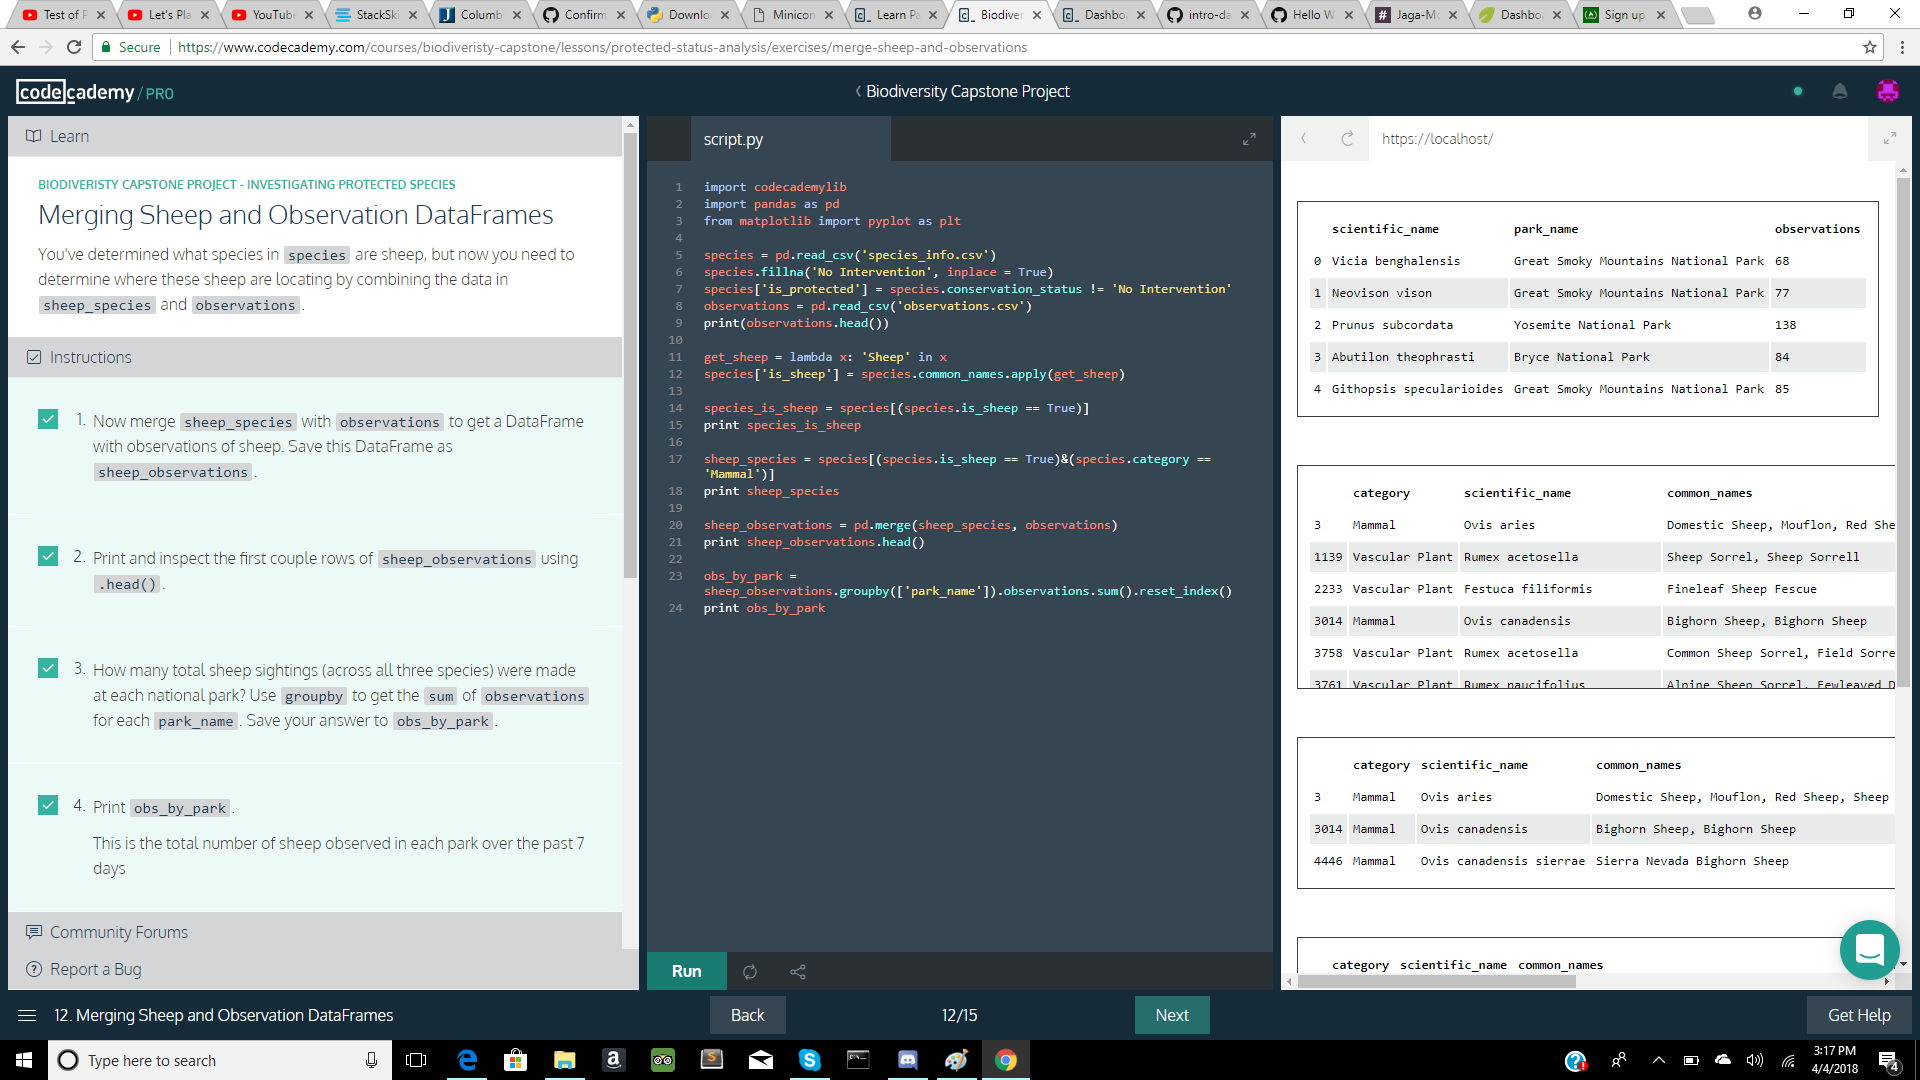 Test of P
Let's Pla
YouTube
StackSki
Columb
Confirm
Downlo
Minicon
Learn Pa
Biodiver
Dashbo
intro-da
Hello W
Jaga-Mo
Dashbo
Sign up
Secure
https://www.codecademy.com/courses/biodiveristy-capstone/lessons/protected-status-analysis/exercises/merge-sheep-and-observations
codecademy / PRO
Biodiversity Capstone Project
Learn
BIODIVERISTY CAPSTONE PROJECT - INVESTIGATING PROTECTED SPECIES
Merging Sheep and Observation DataFrames
You've determined what species in species are sheep, but now you need to
determine where these sheep are locating by combining the data in
sheep_species and observations.
Instructions
1. Now merge sheep_species with observations to get a DataFrame
with observations of sheep. Save this DataFrame as
sheep_observations.
2. Print and inspect the first couple rows of sheep_observations using
.head().
3. How many total sheep sightings (across all three species) were made
at each national park? Use groupby to get the sum of observations
for each park_name. Save your answer to obs_by_park.
4. Print obs_by_park.
This is the total number of sheep observed in each park over the past 7
days
Community Forums
Report a Bug
script.py
1 import codecademylib
2 import pandas as pd
3 from matplotlib import pyplot as plt
4
5 species = pd.read_csv('species_info.csv')
6 species.fillna('No Intervention', inplace = True)
7 species['is_protected'] = species.conservation_status != 'No Intervention'
8 observations = pd.read_csv('observations.csv')
9 print(observations.head())
10
11 get_sheep = lambda x: 'Sheep' in x
12 species['is_sheep'] = species.common_names.apply(get_sheep)
13
14 species_is_sheep = species[(species.is_sheep == True)]
15 print species_is_sheep
16
17 sheep_species = species[(species.is_sheep == True)&(species.category ==
'Mammal')]
18 print sheep_species
19
20 sheep_observations = pd.merge(sheep_species, observations)
21 print sheep_observations.head()
22
23 obs_by_park =
sheep_observations.groupby(['park_name']).observations.sum().reset_index()
24 print obs_by_park
Run
https://localhost/
scientific_name park_name observations
0 Vicia benghalensis Great Smoky Mountains National Park 68
1 Neovison vison Great Smoky Mountains National Park 77
2 Prunus subcordata Yosemite National Park 138
3 Abutilon theophrasti Bryce National Park 84
4 Githopsis specularioides Great Smoky Mountains National Park 85
category scientific_name common_names
3 Mammal Ovis aries Domestic Sheep, Mouflon, Red She
1139 Vascular Plant Rumex acetosella Sheep Sorrel, Sheep Sorrell
2233 Vascular Plant Festuca filiformis Fineleaf Sheep Fescue
3014 Mammal Ovis canadensis Bighorn Sheep, Bighorn Sheep
3758 Vascular Plant Rumex acetosella Common Sheep Sorrel, Field Sorre
3761 Vascular Plant Rumex paucifolius Alpine Sheep Sorrel, Fewleaved D
category scientific_name common_names
3 Mammal Ovis aries Domestic Sheep, Mouflon, Red Sheep, Sheep
3014 Mammal Ovis canadensis Bighorn Sheep, Bighorn Sheep
4446 Mammal Ovis canadensis sierrae Sierra Nevada Bighorn Sheep
category scientific_name common_names
12. Merging Sheep and Observation DataFrames
Back
12/15
Next
Get Help
Type here to search
3:17 PM
4/4/2018
4